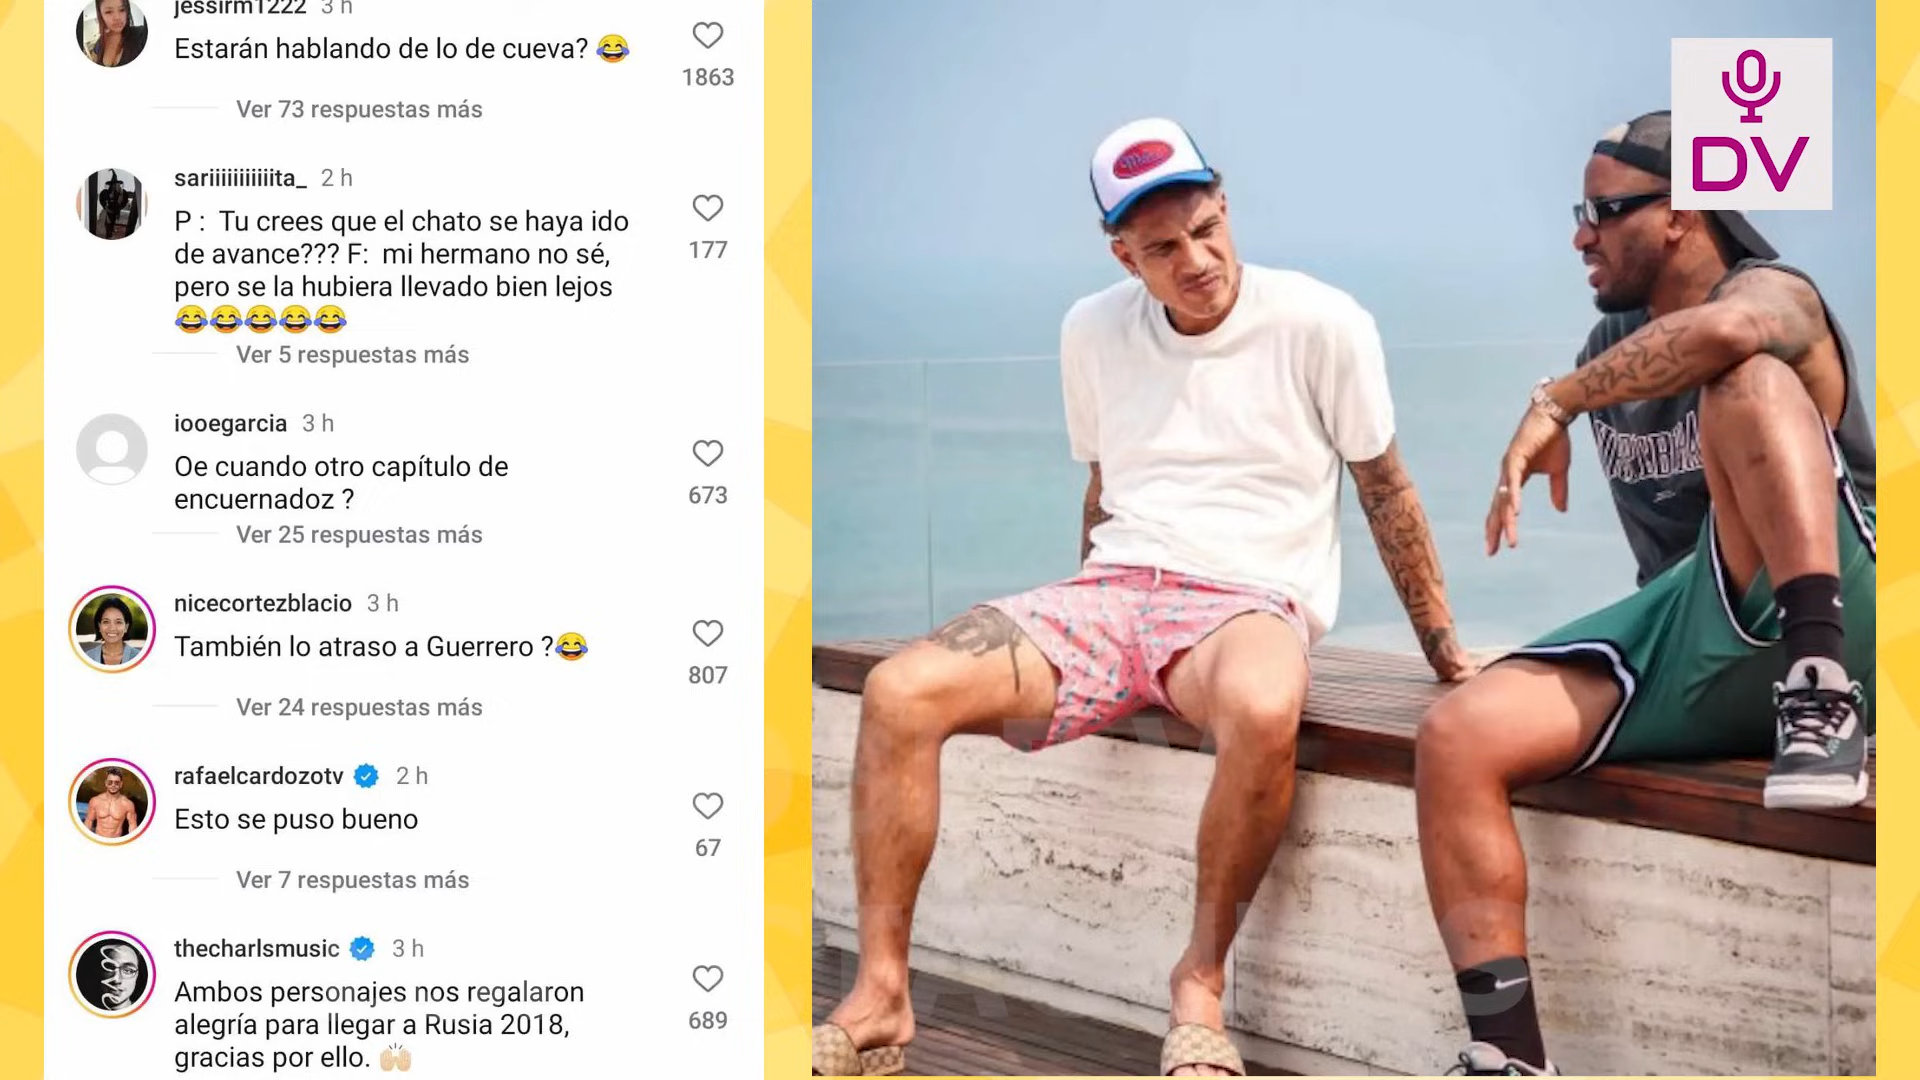 jessirm1222 3 h
Estarán hablando de lo de cueva? 😂
1863
Ver 73 respuestas más
sariiiiiiiiiiita_ 2 h
P : Tu crees que el chato se haya ido
de avance??? F: mi hermano no sé,
pero se la hubiera llevado bien lejos
😂😂😂😂😂
177
Ver 5 respuestas más
iooegarcia 3 h
Oe cuando otro capítulo de
encuernadoz ?
673
Ver 25 respuestas más
nicecortezblacio 3 h
También lo atraso a Guerrero ?😂
807
Ver 24 respuestas más
rafaelcardozotv 2 h
Esto se puso bueno
67
Ver 7 respuestas más
thecharlsmusic 3 h
Ambos personajes nos regalaron
alegría para llegar a Rusia 2018,
gracias por ello. 🙌🏻
689
DV